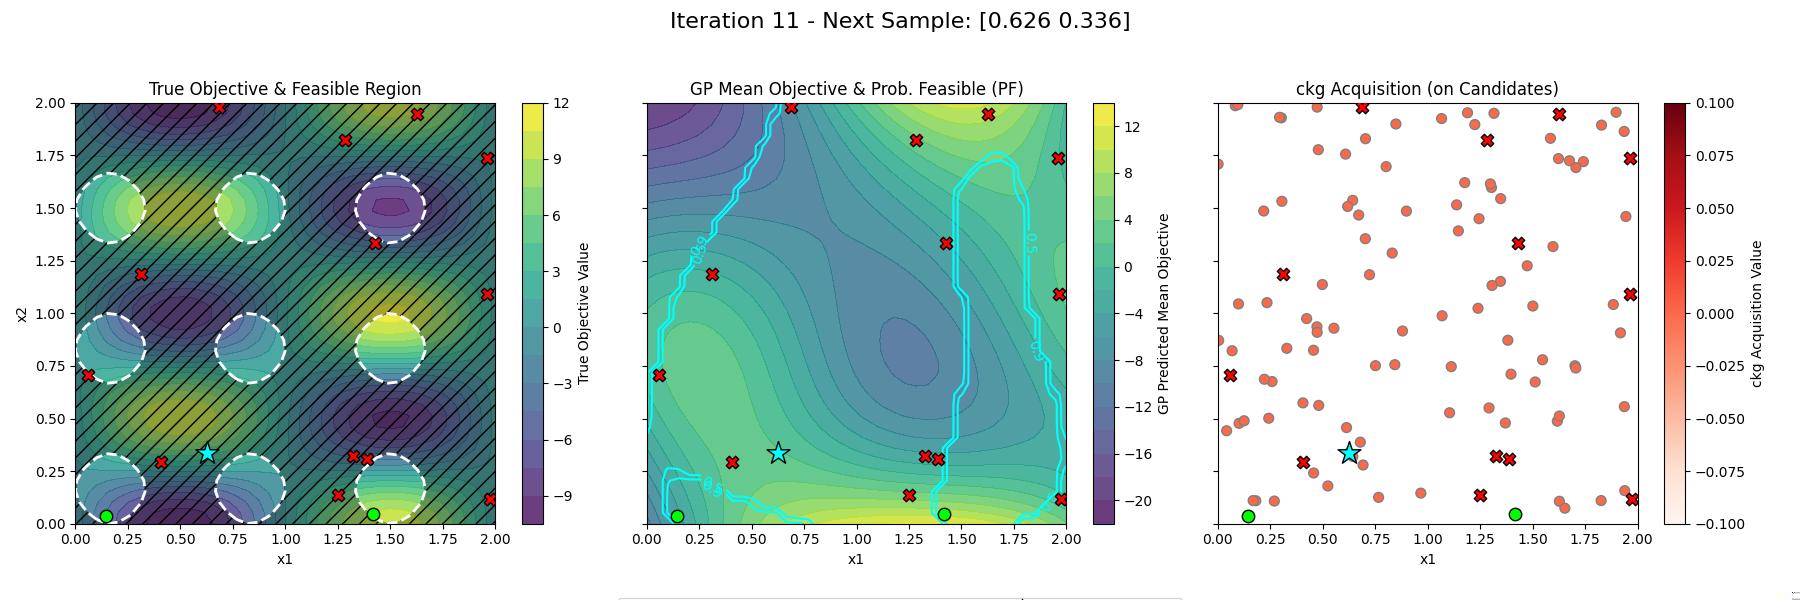 Iteration 11 - Next Sample: [0.626 0.336]
True Objective & Feasible Region
GP Mean Objective & Prob. Feasible (PF)
ckg Acquisition (on Candidates)
x2
2.00
1.75
1.50
1.25
1.00
0.75
0.50
0.25
0.00
0.00 0.25 0.50 0.75 1.00 1.25 1.50 1.75 2.00
x1
12
9
6
3
0
−3
−6
−9
True Objective Value
0.5
0.00 0.25 0.50 0.75 1.00 1.25 1.50 1.75 2.00
x1
12
8
4
0
−4
−8
−12
−16
−20
GP Predicted Mean Objective
0.00 0.25 0.50 0.75 1.00 1.25 1.50 1.75 2.00
x1
0.100
0.075
0.050
0.025
0.000
−0.025
−0.050
−0.075
−0.100
ckg Acquisition Value